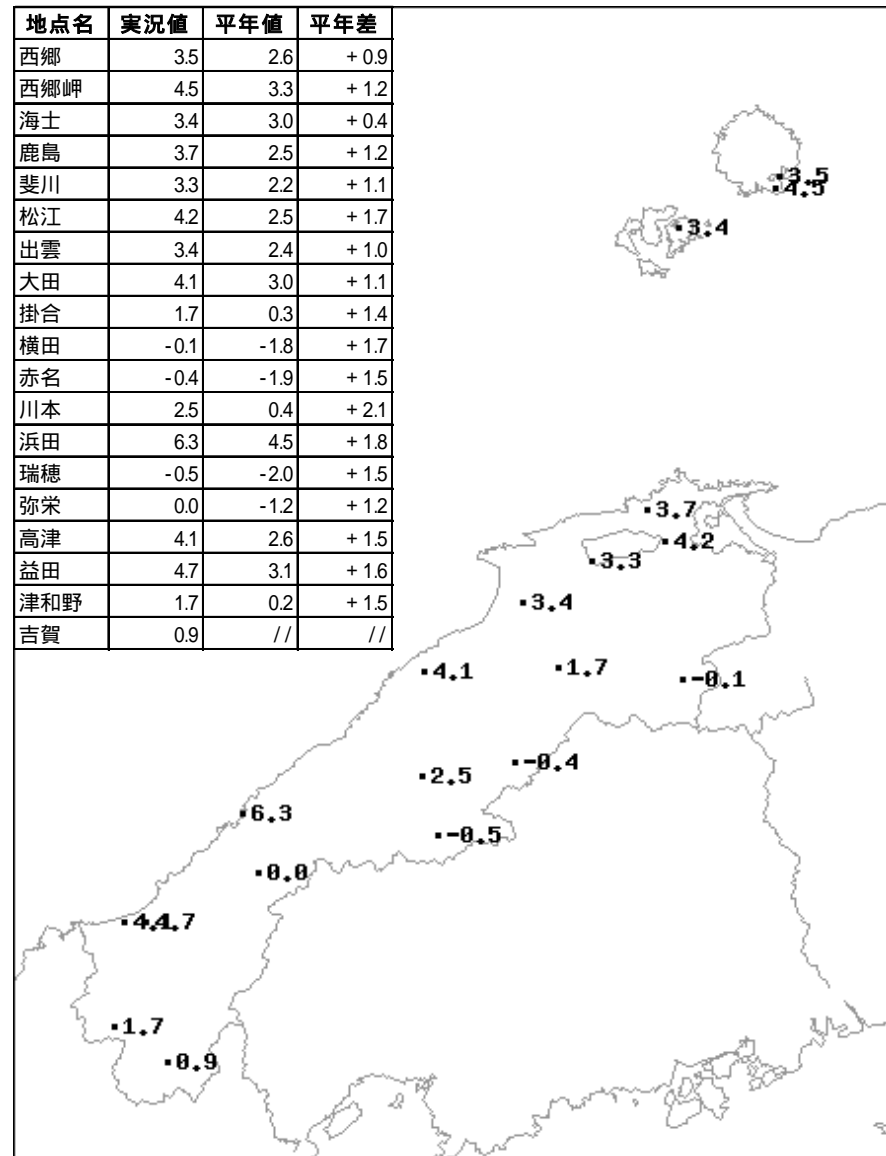 地点名 実況値 平年値 平年差
西郷 3.5 2.6 +0.9
西郷岬 4.5 3.3 +1.2
海士 3.4 3.0 +0.4
鹿島 3.7 2.5 +1.2
斐川 3.3 2.2 +1.1
松江 4.2 2.5 +1.7
出雲 3.4 2.4 +1.0
大田 4.1 3.0 +1.1
掛合 1.7 0.3 +1.4
横田 -0.1 -1.8 +1.7
赤名 -0.4 -1.9 +1.5
川本 2.5 0.4 +2.1
浜田 6.3 4.5 +1.8
瑞穂 -0.5 -2.0 +1.5
弥栄 0.0 -1.2 +1.2
高津 4.1 2.6 +1.5
益田 4.7 3.1 +1.6
津和野 1.7 0.2 +1.5
吉賀 0.9 // //
3.5
4.5
3.4
3.7
4.2
3.3
3.4
4.1
1.7
-0.1
-0.4
2.5
6.3
-0.5
0.0
1.7
0.9